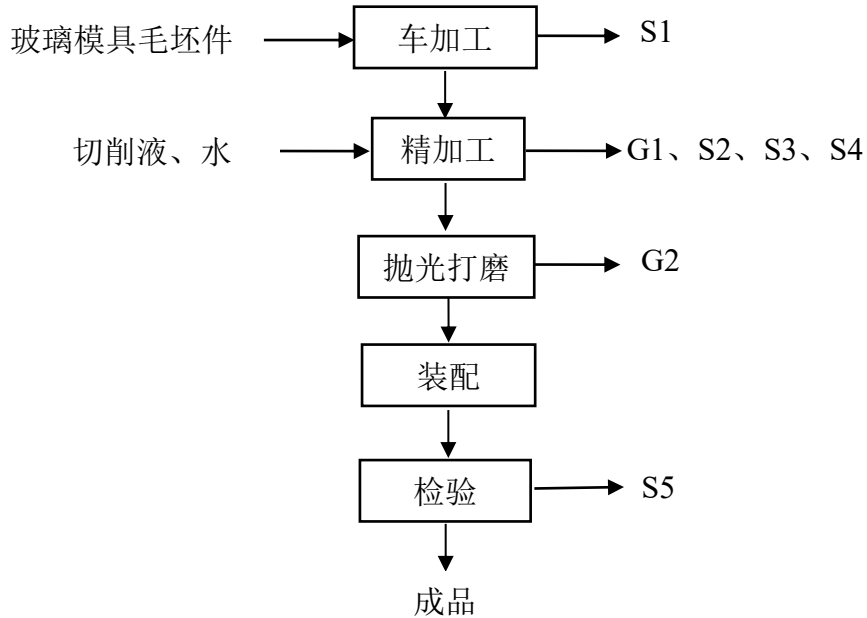 玻璃模具毛坯件
车加工
S1
切削液、水
精加工
G1、S2、S3、S4
抛光打磨
G2
装配
检验
S5
成品